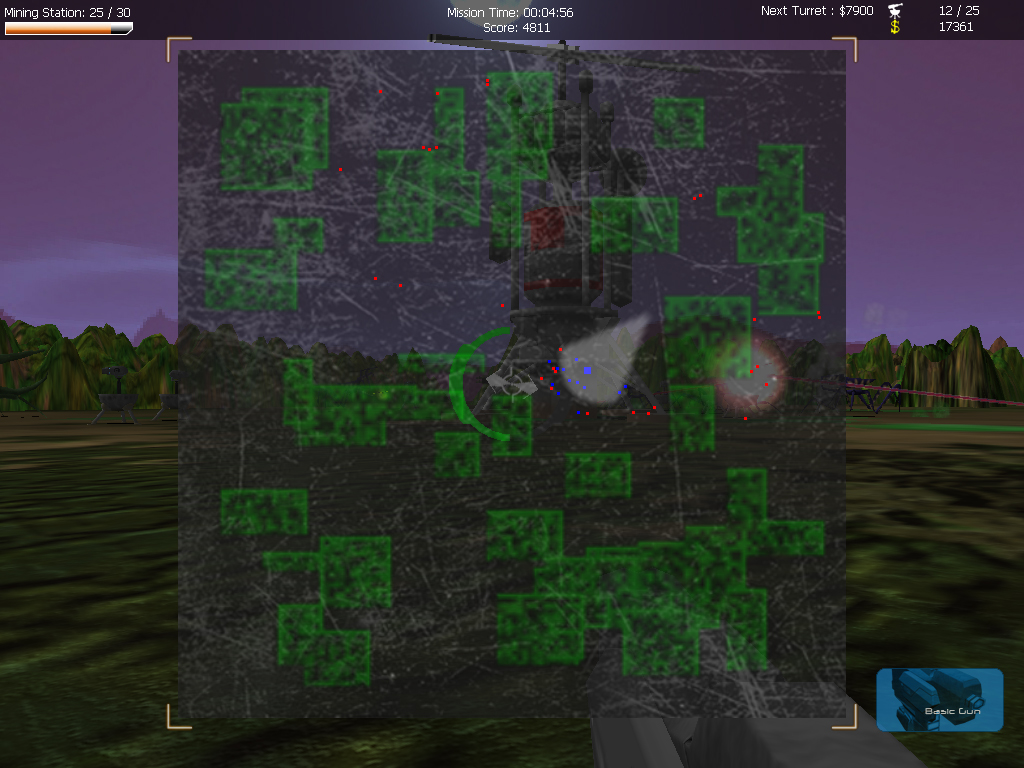 Mining Station: 25 / 30
Mission Time: 00:04:56
Score: 4811
Next Turret : $7900
12 / 25
$ 17361
Basic Gun